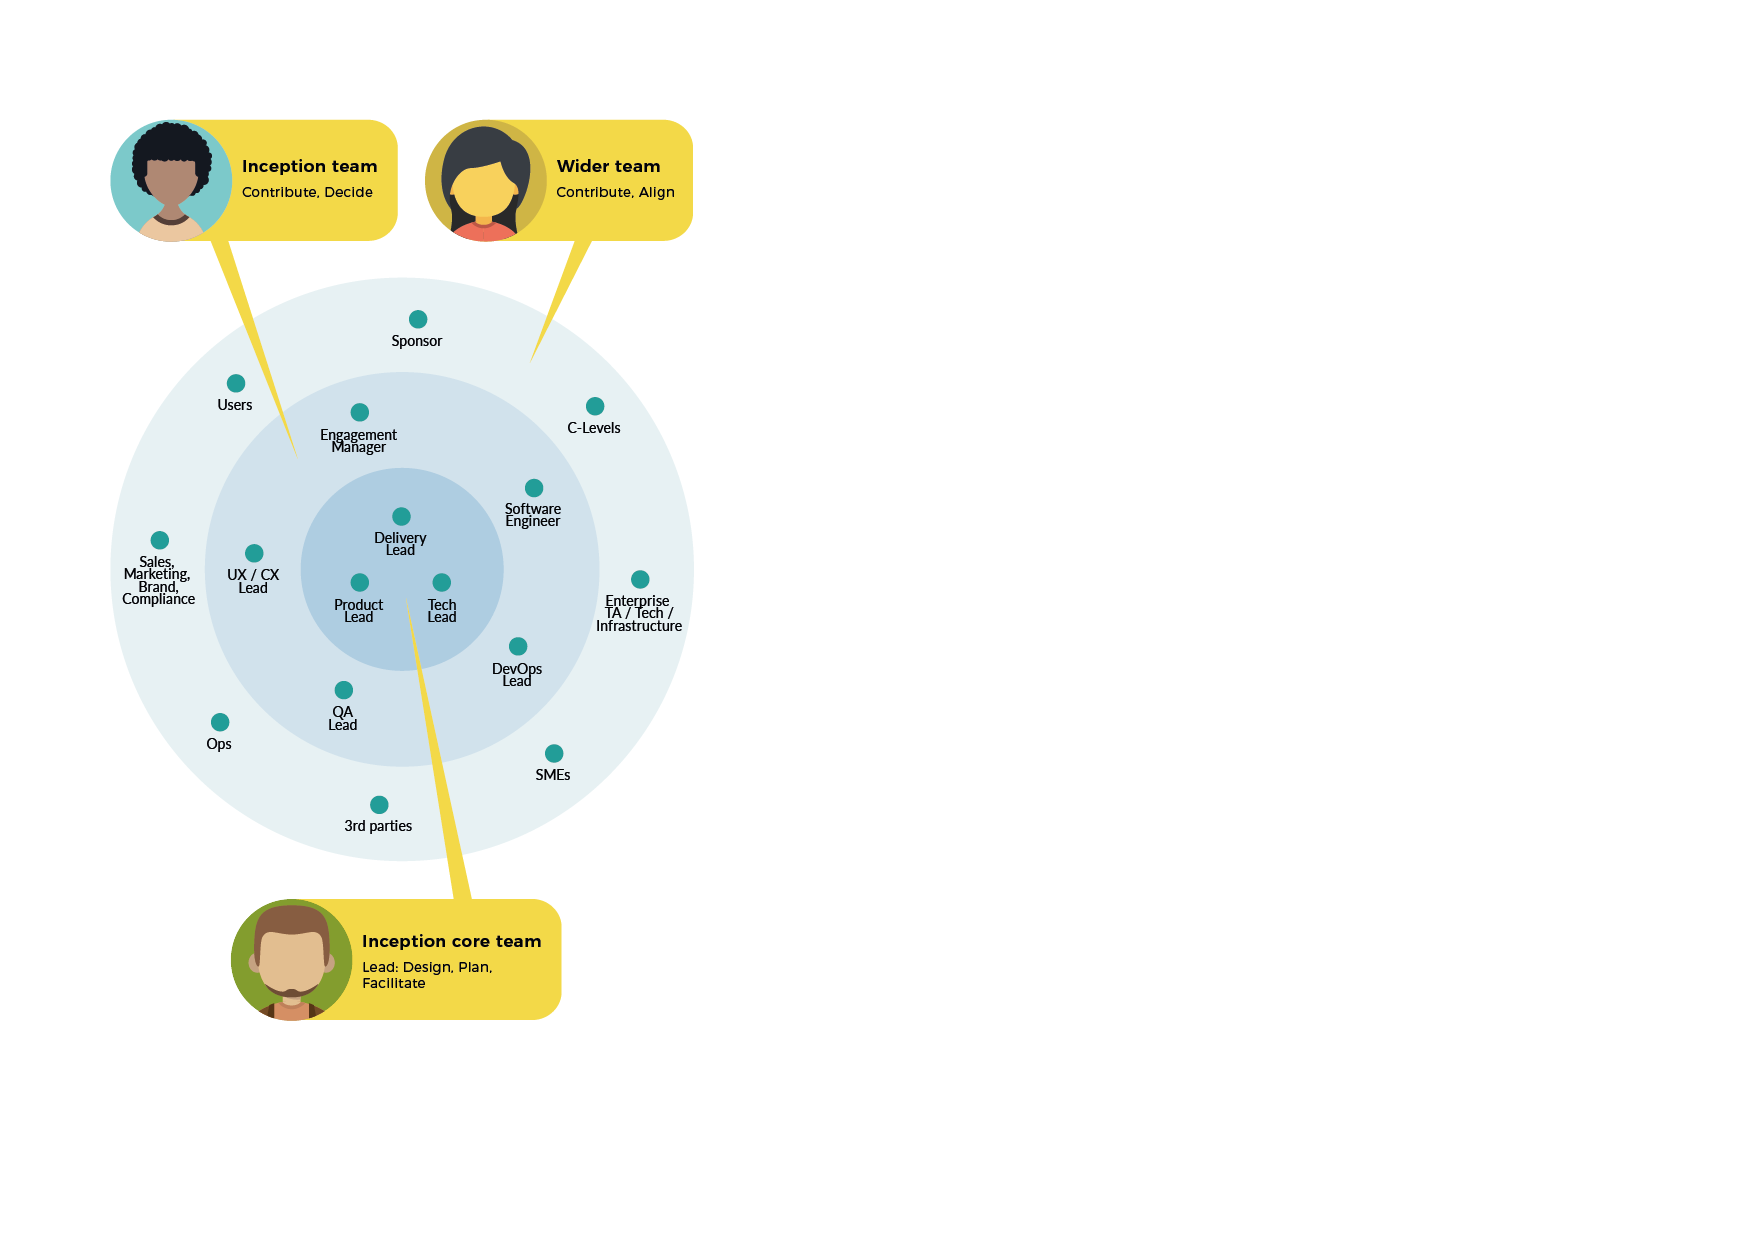 Inception team
Contribute, Decide
Wider team
Contribute, Align
Sponsor
Users
C-Levels
Engagement
Manager
Software
Engineer
Delivery
Lead
Sales,
Marketing,
Brand,
Compliance
UX / CX
Lead
Product
Lead
Tech
Lead
Enterprise
TA / Tech /
Infrastructure
DevOps
Lead
QA
Lead
Ops
SMEs
3rd parties
Inception core team
Lead: Design, Plan,
Facilitate